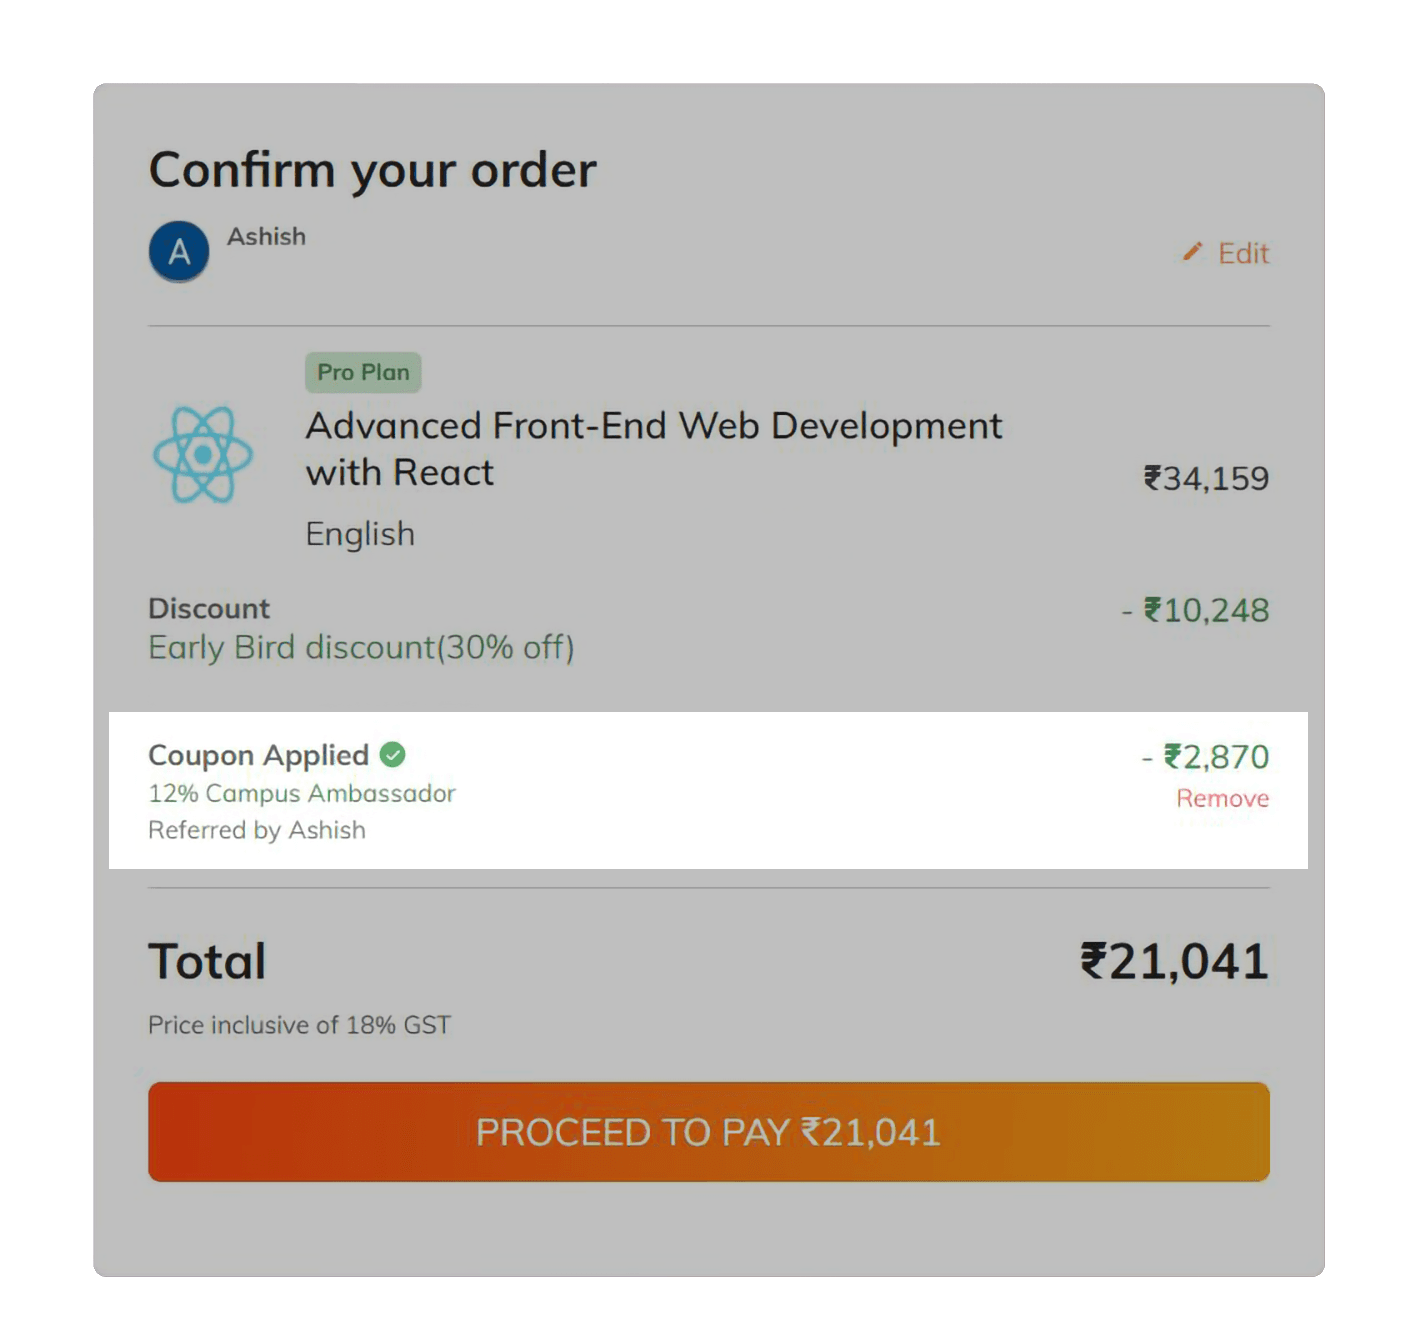 Confirm your order
A
Ashish
Edit
Pro Plan
Advanced Front-End Web Development
with React
₹34,159
English
Discount
- ₹10,248
Early Bird discount(30% off)
Coupon Applied
- ₹2,870
12% Campus Ambassador
Remove
Referred by Ashish
Total
₹21,041
Price inclusive of 18% GST
PROCEED TO PAY ₹21,041